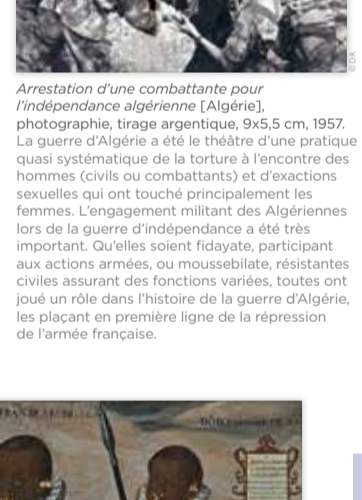 © DR
Arrestation d'une combattante pour
l'indépendance algérienne [Algérie],
photographie, tirage argentique, 9x5,5 cm, 1957.
La guerre d'Algérie a été le théâtre d'une pratique
quasi systématique de la torture à l'encontre des
hommes (civils ou combattants) et d'exactions
sexuelles qui ont touché principalement les
femmes. L'engagement militant des Algériennes
lors de la guerre d'indépendance a été très
important. Qu'elles soient fidayate, participant
aux actions armées, ou moussebilate, résistantes
civiles assurant des fonctions variées, toutes ont
joué un rôle dans l'histoire de la guerre d'Algérie,
les plaçant en première ligne de la répression
de l'armée française.